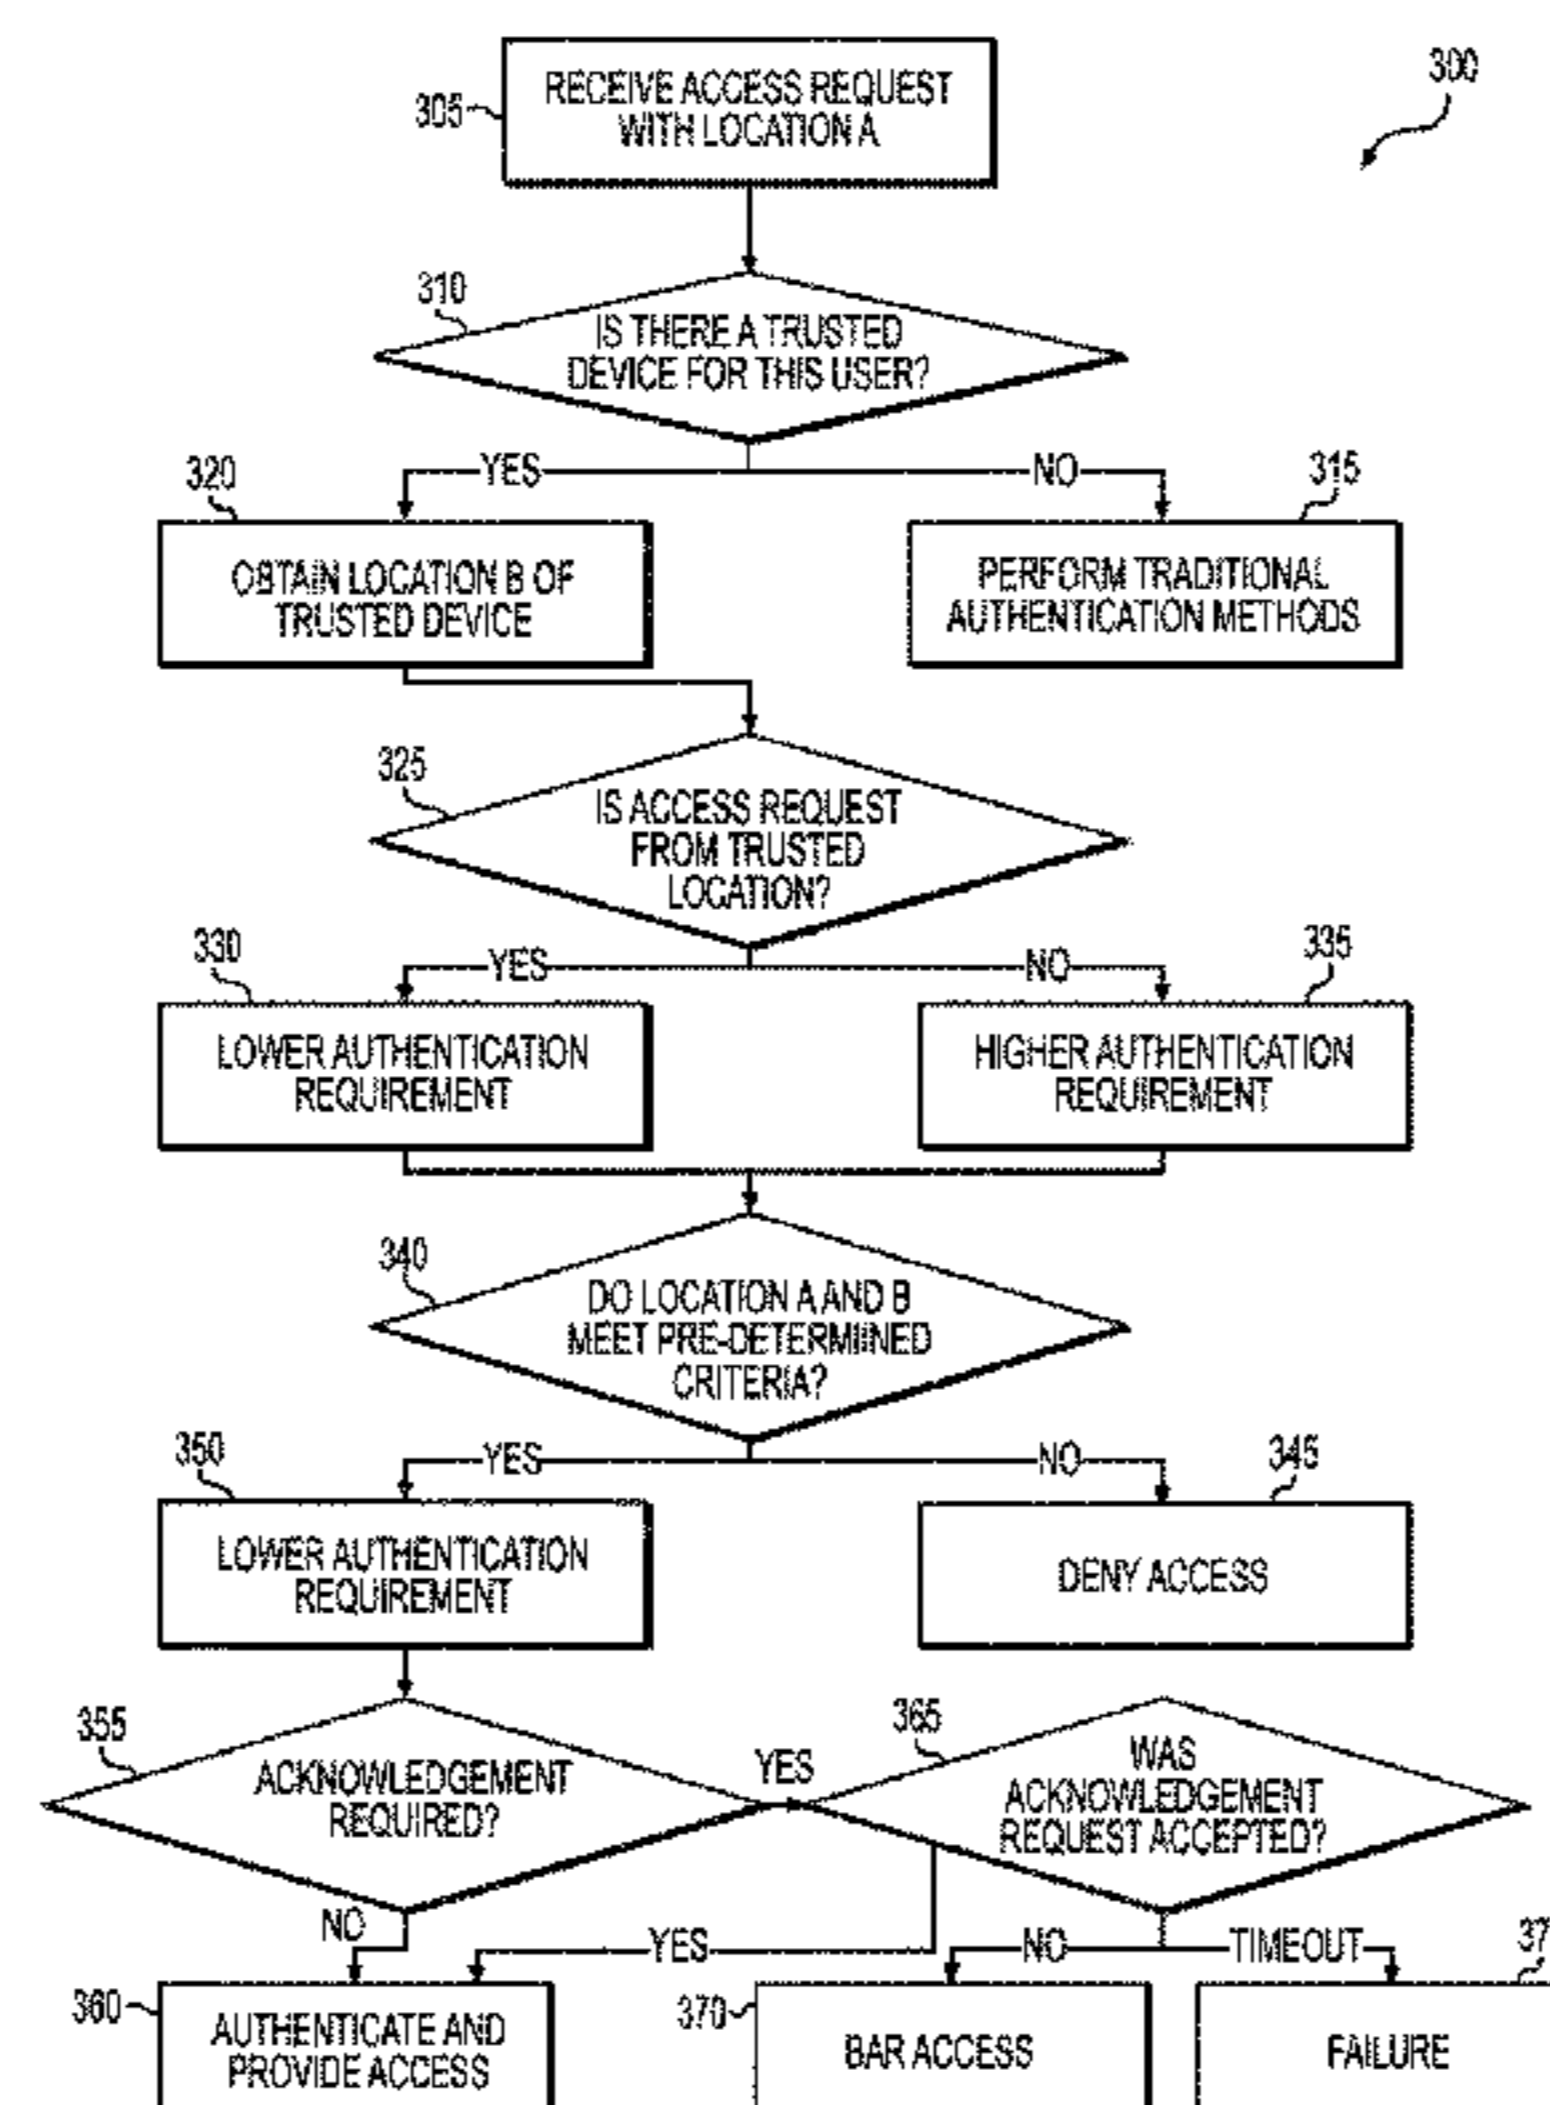 300
305
RECEIVE ACCESS REQUEST
WITH LOCATION A
310
IS THERE A TRUSTED
DEVICE FOR THIS USER?
YES
NO
320
315
OBTAIN LOCATION B OF
TRUSTED DEVICE
PERFORM TRADITIONAL
AUTHENTICATION METHODS
325
IS ACCESS REQUEST
FROM TRUSTED
LOCATION?
YES
NO
330
335
LOWER AUTHENTICATION
REQUIREMENT
HIGHER AUTHENTICATION
REQUIREMENT
340
DO LOCATION A AND B
MEET PRE-DETERMIINED
CRITERIA?
YES
NO
350
345
LOWER AUTHENTICATION
REQUIREMENT
DENY ACCESS
355
ACKNOWLEDGEMENT
REQUIRED?
YES
365
WAS
ACKNOWLEDGEMENT
REQUEST ACCEPTED?
NO
YES
NO
TIMEOUT
360
AUTHENTICATE AND
PROVIDE ACCESS
370
BAR ACCESS
FAILURE